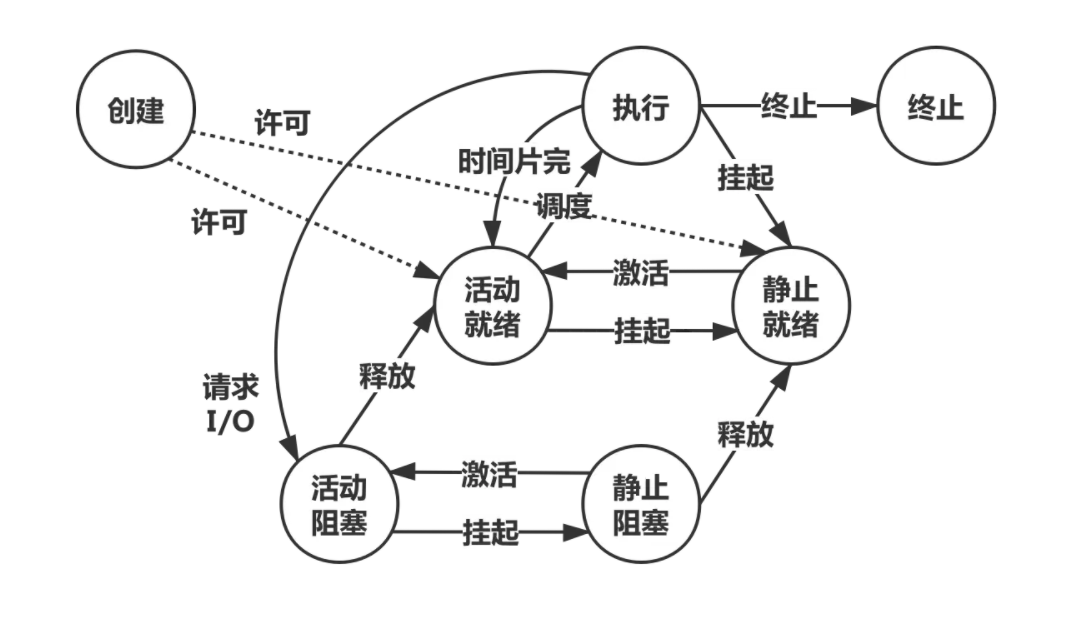 创建
执行
终止
终止
许可
时间片完
挂起
调度
许可
活动
就绪
激活
静止
就绪
挂起
释放
请求
I/O
释放
活动
阻塞
激活
静止
阻塞
挂起